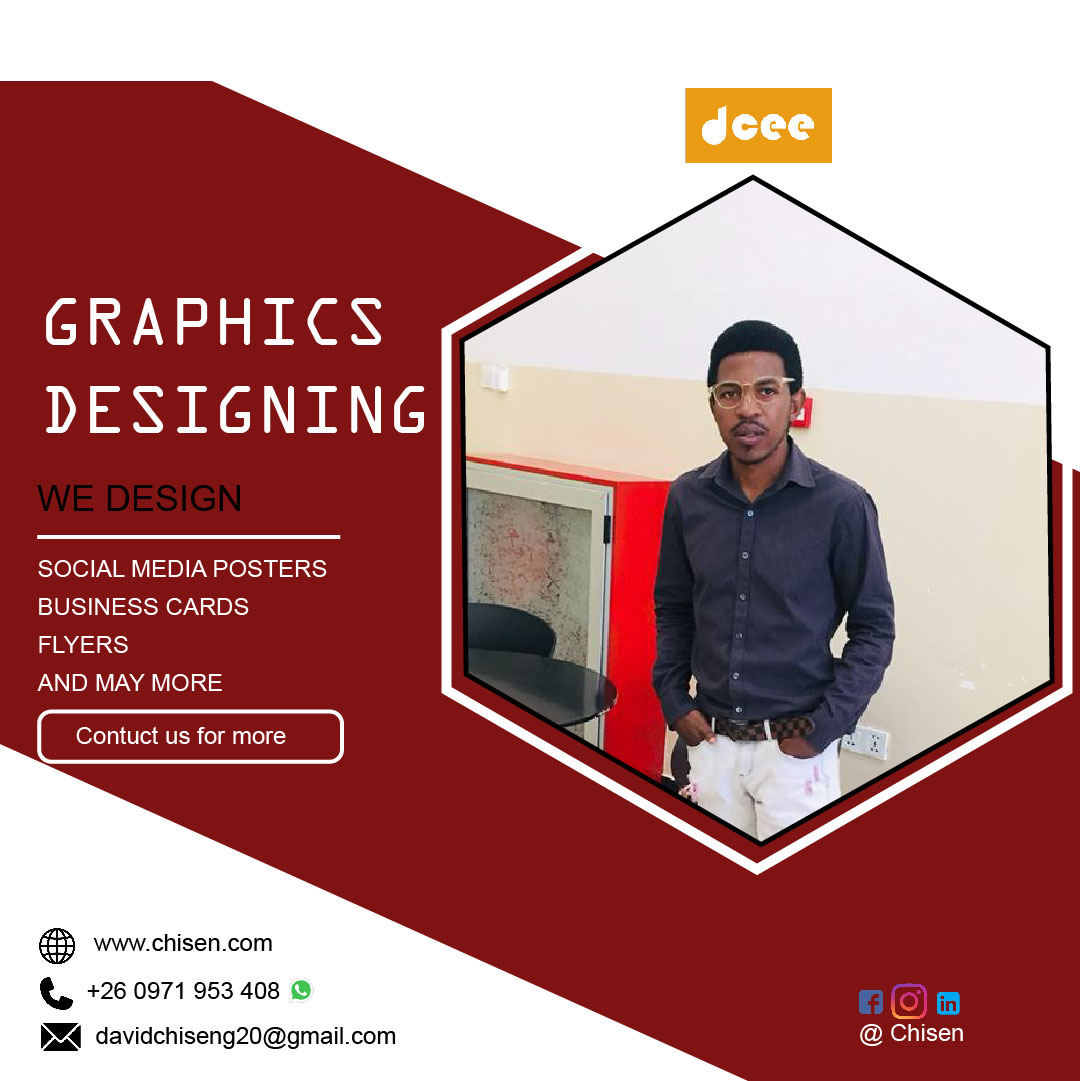 dcee
GRAPHICS
DESIGNING
WE DESIGN
SOCIAL MEDIA POSTERS
BUSINESS CARDS
FLYERS
AND MAY MORE
Contuct us for more
www.chisen.com
+26 0971 953 408
davidchiseng20@gmail.com
@ Chisen